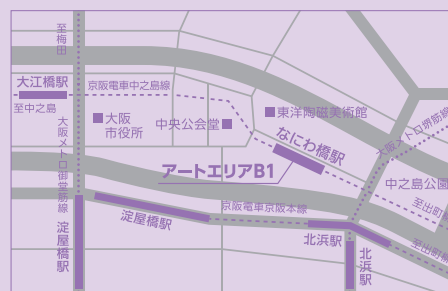 至梅田
大江橋駅
京阪電車中之島線
至中之島
大阪
市役所
中央公会堂
東洋陶磁美術館
大阪メトロ堺筋線
なにわ橋駅
大阪メトロ御堂筋線
アートエリアB1
中之島公園
至出町
淀屋橋駅
淀屋橋駅
京阪電車京阪本線
北浜駅
北浜駅
至出町柳